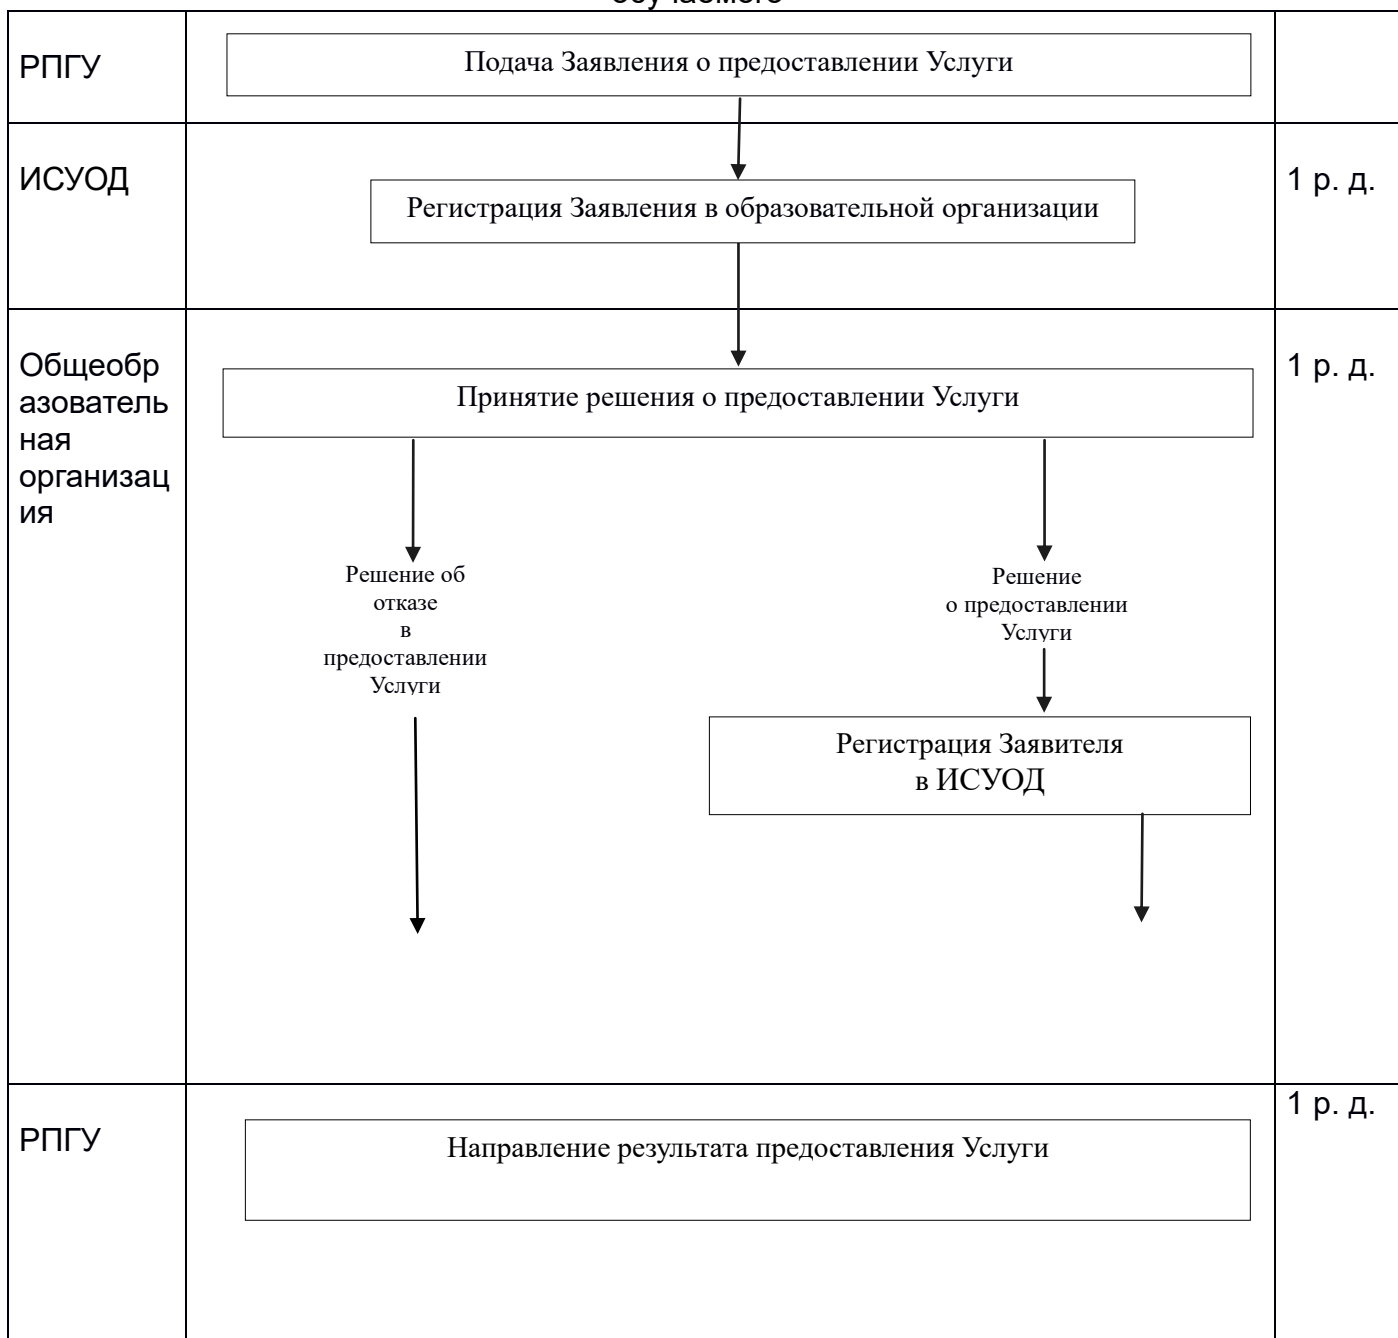 обучаемого
РПГУ
Подача Заявления о предоставлении Услуги
ИСУОД
Регистрация Заявления в образовательной организации
1 р. д.
Общеобр
азователь
ная
организац
ия
Принятие решения о предоставлении Услуги
1 р. д.
Решение об
отказе
в
предоставлении
Услуги
Решение
о предоставлении
Услуги
Регистрация Заявителя
в ИСУОД
РПГУ
Направление результата предоставления Услуги
1 р. д.